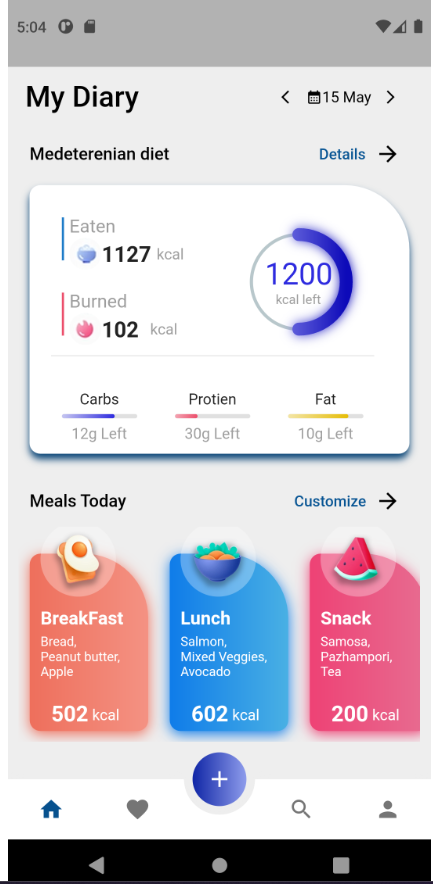 5:04
My Diary
15 May
Medeterenian diet
Details
Eaten
1127 kcal
Burned
102 kcal
1200
kcal left
Carbs
Protien
Fat
12g Left
30g Left
10g Left
Meals Today
Customize
BreakFast
Bread,
Peanut butter,
Apple
502 kcal
Lunch
Salmon,
Mixed Veggies,
Avocado
602 kcal
Snack
Samosa,
Pazhampori,
Tea
200 kcal